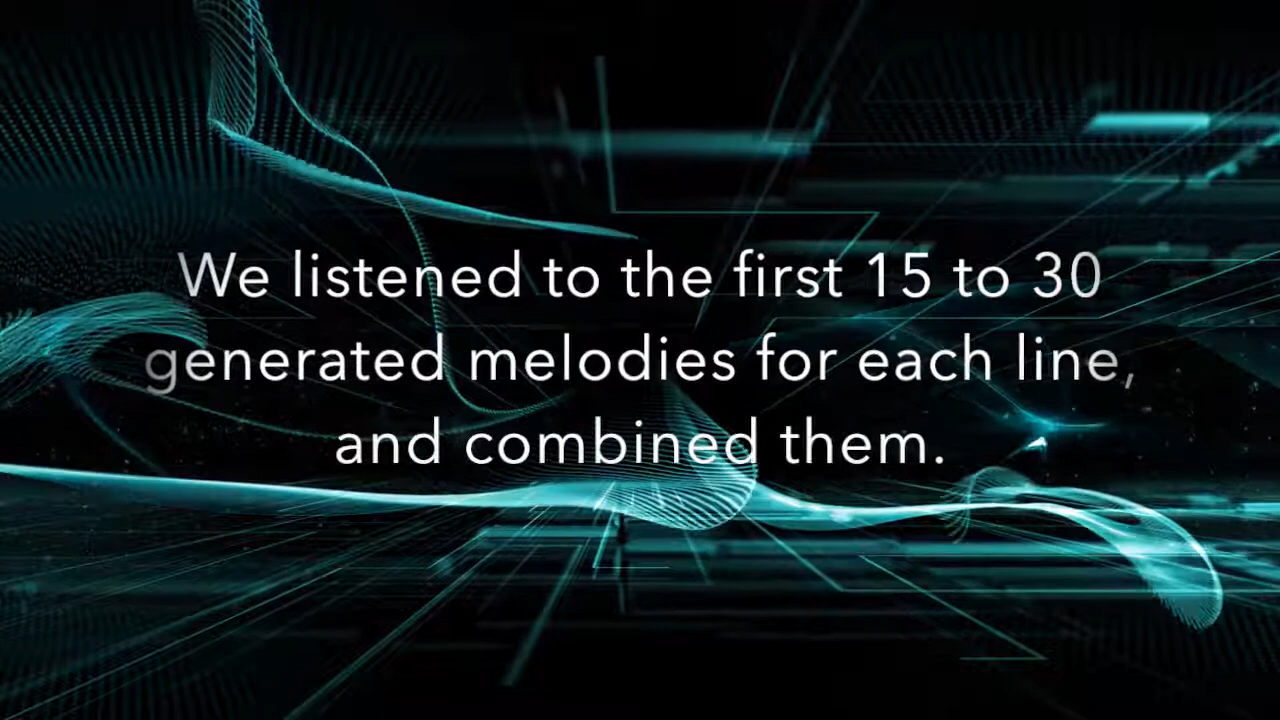 We listened to the first 15 to 30
generated melodies for each line,
and combined them.